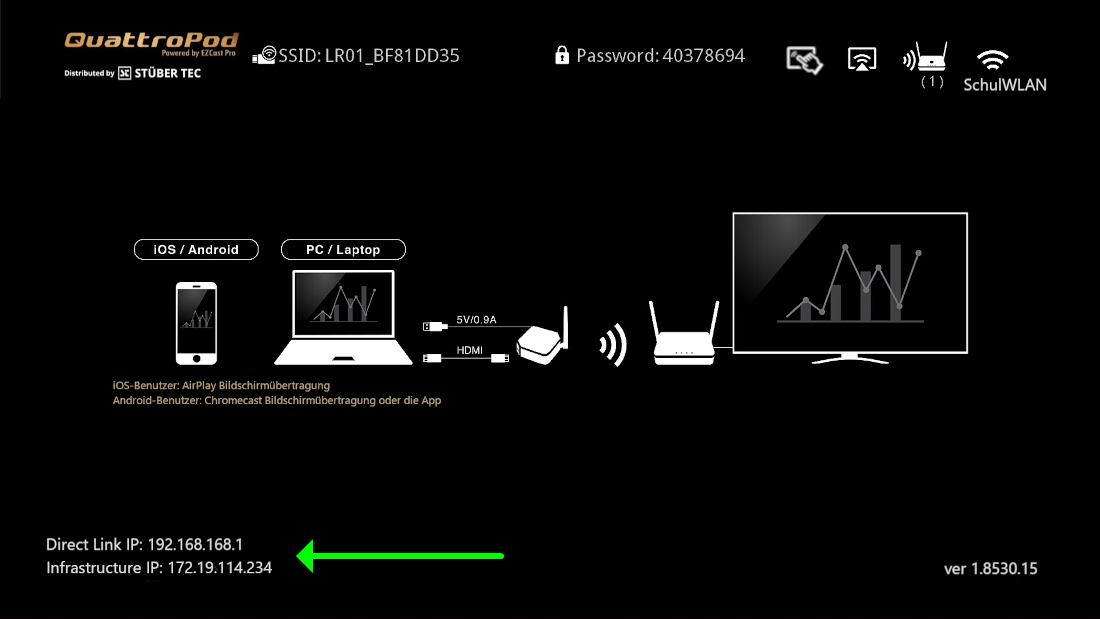 QuattroPod
Powered by EZCast Pro
Distributed by STÜBER TEC
SSID: LR01_BF81DD35
Password: 40378694
(1)
SchulWLAN
iOS / Android
PC / Laptop
5V/0.9A
HDMI
iOS-Benutzer: AirPlay Bildschirmübertragung
Android-Benutzer: Chromecast Bildschirmübertragung oder die App
Direct Link IP: 192.168.168.1
Infrastructure IP: 172.19.114.234
ver 1.8530.15